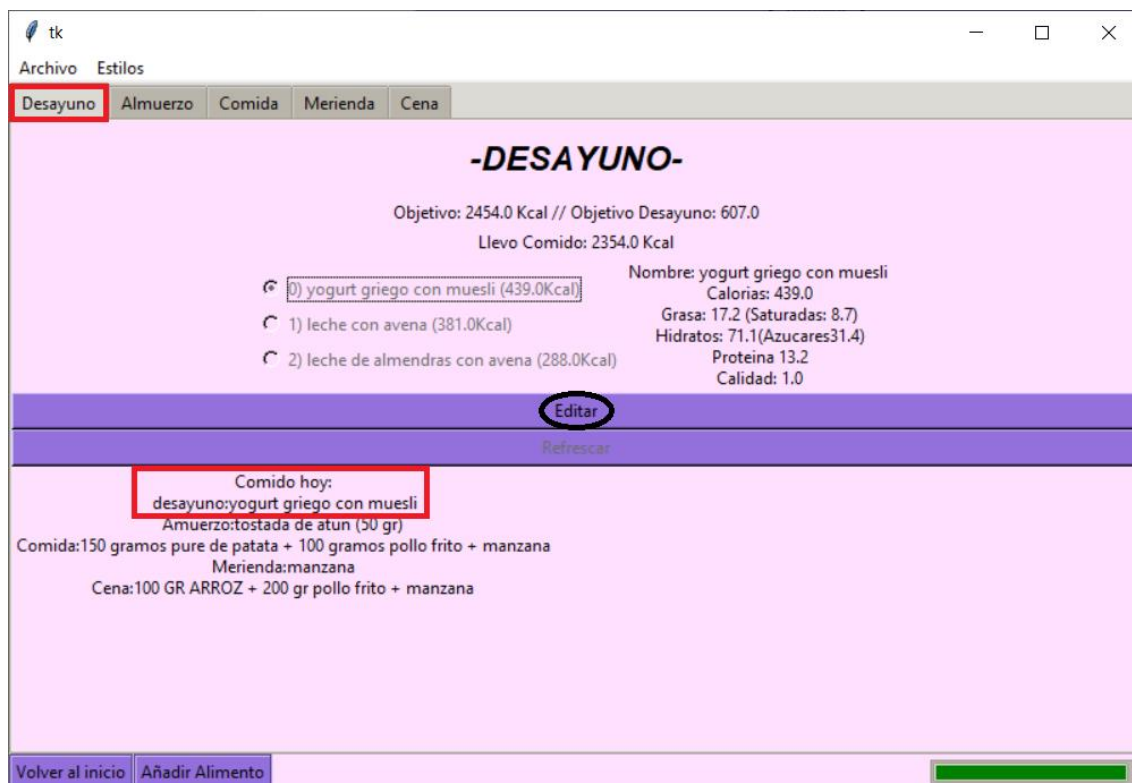 tk
Archivo Estilos
Desayuno Almuerzo Comida Merienda Cena
-DESAYUNO-
Objetivo: 2454.0 Kcal // Objetivo Desayuno: 607.0
Llevo Comido: 2354.0 Kcal
0) yogurt griego con muesli (439.0Kcal)
1) leche con avena (381.0Kcal)
2) leche de almendras con avena (288.0Kcal)
Nombre: yogurt griego con muesli
Calorias: 439.0
Grasa: 17.2 (Saturadas: 8.7)
Hidratos: 71.1(Azucares31.4)
Proteina 13.2
Calidad: 1.0
Editar
Refrescar
Comido hoy:
desayuno:yogurt griego con muesli
Amuerzo:tostada de atun (50 gr)
Comida:150 gramos pure de patata + 100 gramos pollo frito + manzana
Merienda:manzana
Cena:100 GR ARROZ + 200 gr pollo frito + manzana
Volver al inicio Añadir Alimento